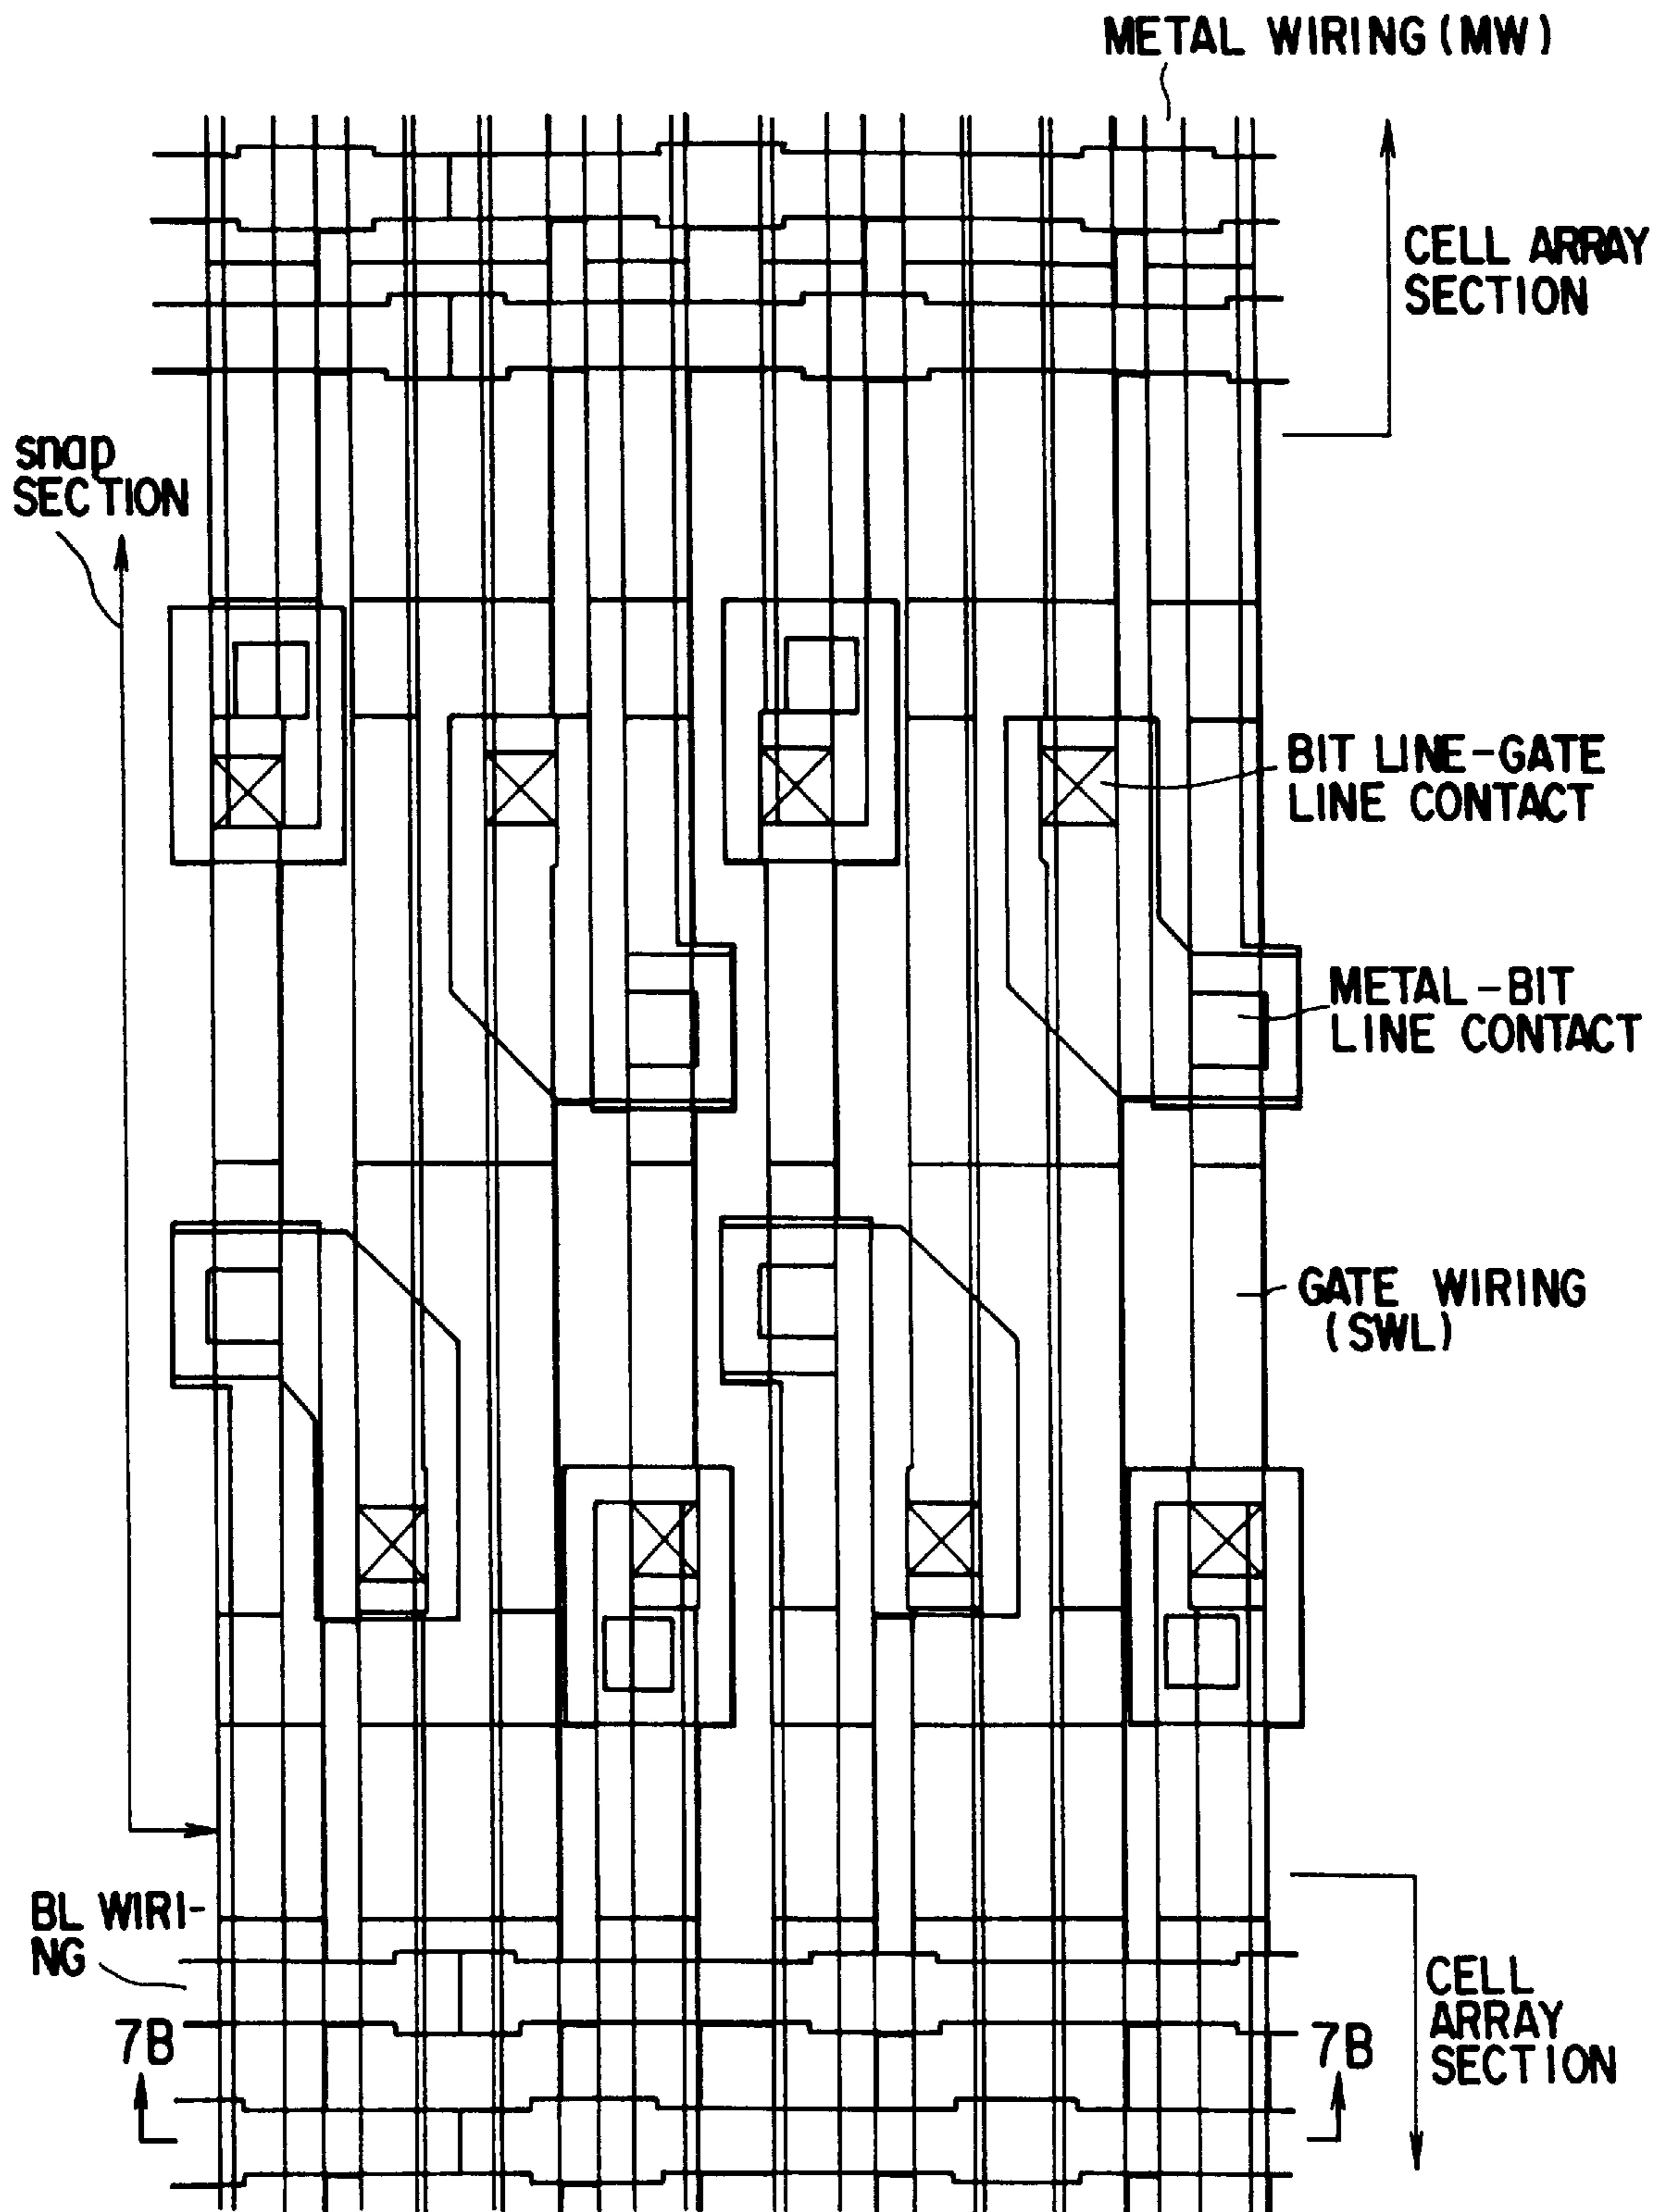 METAL WIRING (MW)
CELL ARRAY
SECTION
snap
SECTION
BIT LINE-GATE
LINE CONTACT
METAL-BIT
LINE CONTACT
GATE WIRING
(SWL)
BL WIRI-
NG
7B
7B
CELL
ARRAY
SECTION